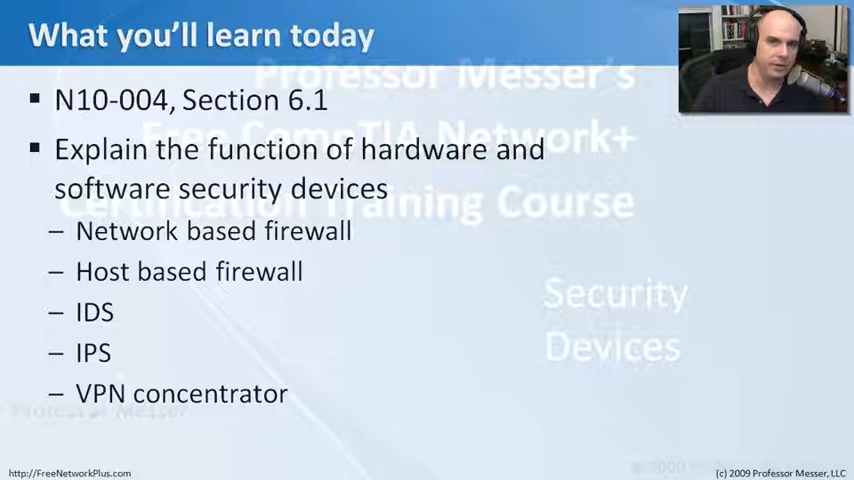 What you'll learn today
Professor Messer's
▪ N10-004, Section 6.1
Free CompTIA Network+
▪ Explain the function of hardware and
software security devices
Certification Training Course
– Network based firewall
– Host based firewall
– IDS
– IPS
– VPN concentrator
Security
Devices
Professor Messer
http://FreeNetworkPlus.com
(c) 2009 Professor Messer, LLC